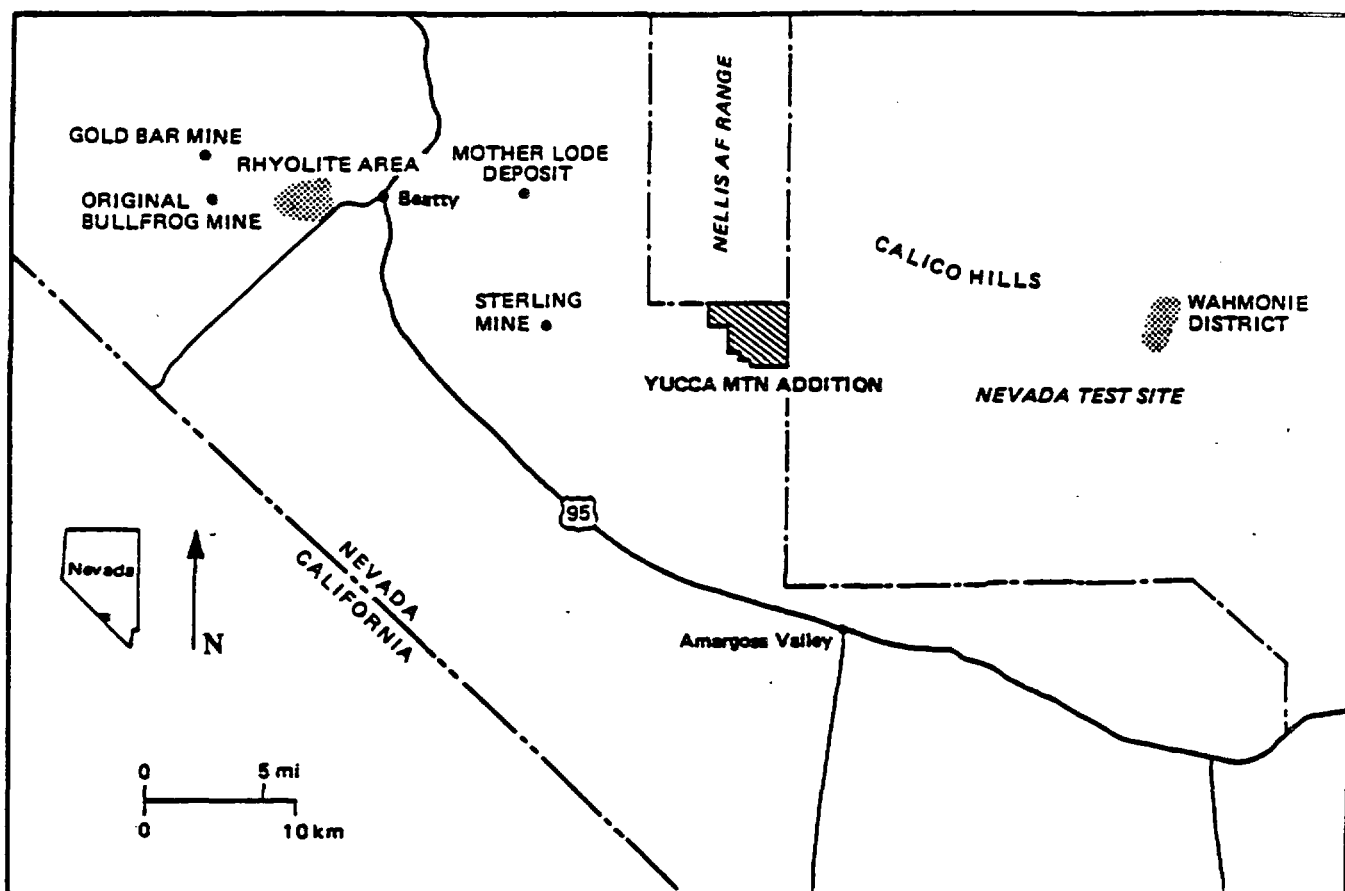 GOLD BAR MINE
RHYOLITE AREA
ORIGINAL
BULLFROG MINE
Beatty
MOTHER LODE
DEPOSIT
NELLIS AF RANGE
CALICO HILLS
STERLING
MINE
WAHMONIE
DISTRICT
YUCCA MTN ADDITION
NEVADA TEST SITE
95
NEVADA
CALIFORNIA
Nevada
N
Amargosa Valley
0 5 mi
0 10 km